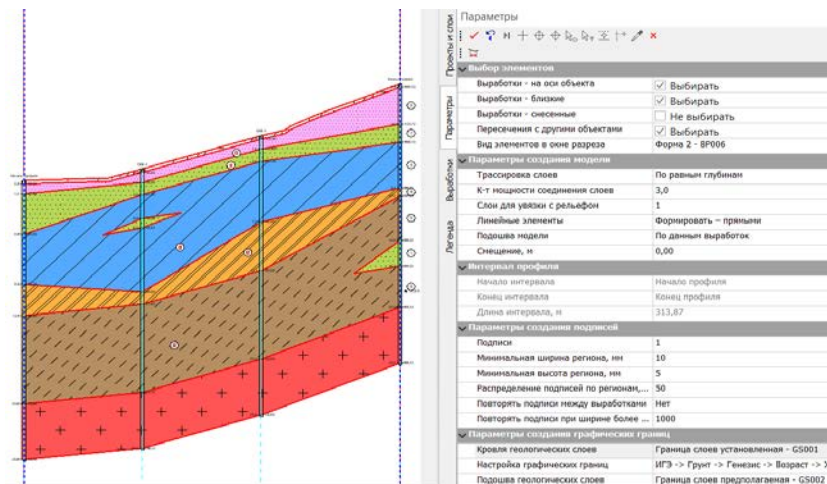 Параметры
Проекты и слои
Параметры
Выработки
Легенда
Выбор элементов
Выработки - на оси объекта Выбирать
Выработки - близкие Выбирать
Выработки - снесенные Не выбирать
Пересечения с другими объектами Выбирать
Вид элементов в окне разреза Форма 2 - BP006
Параметры создания модели
Трассировка слоев По равным глубинам
К-т мощности соединения слоев 3,0
Слои для увязки с рельефом 1
Линейные элементы Формировать - прямыми
Подошва модели По данным выработок
Смещение, м 0,00
Интервал профиля
Начало интервала Начало профиля
Конец интервала Конец профиля
Длина интервала, м 313,87
Параметры создания подписей
Подписи 1
Минимальная ширина региона, мм 10
Минимальная высота региона, мм 5
Распределение подписей по регионам,... 50
Повторять подписи между выработками Нет
Повторять подписи при ширине более ... 1000
Параметры создания графических границ
Кровля геологических слоев Граница слоев установленная - GS001
Настройка графических границ ИГЭ -> Грунт -> Генезис -> Возраст -> Х
Подошва геологических слоев Граница слоев предполагаемая - GS002